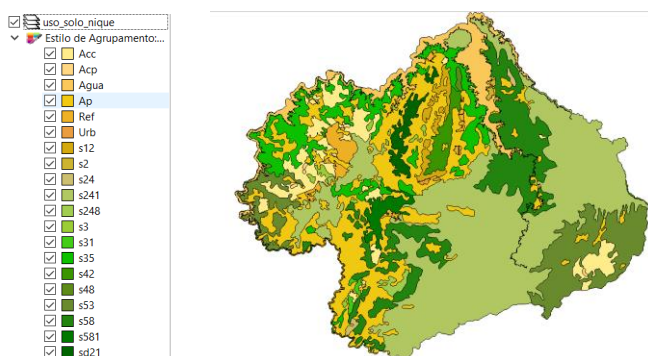 uso_solo_nique
Estilo de Agrupamento:...
Acc
Acp
Agua
Ap
Ref
Urb
s12
s2
s24
s241
s248
s3
s31
s35
s42
s48
s53
s58
s581
sd21